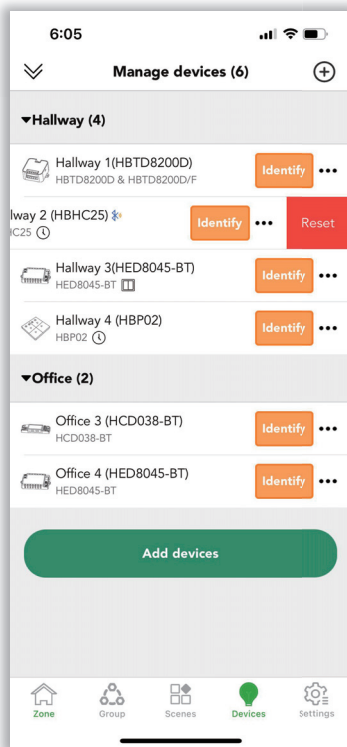 6:05
Manage devices (6)
Hallway (4)
Hallway 1(HBTD8200D)
HBTD8200D & HBTD8200D/F
Identify
lway 2 (HBHC25)
HC25
Identify
Reset
Hallway 3(HED8045-BT)
HED8045-BT
Identify
Hallway 4 (HBP02)
HBP02
Identify
Office (2)
Office 3 (HCD038-BT)
HCD038-BT
Identify
Office 4 (HED8045-BT)
HED8045-BT
Identify
Add devices
Zone Group Scenes Devices Settings